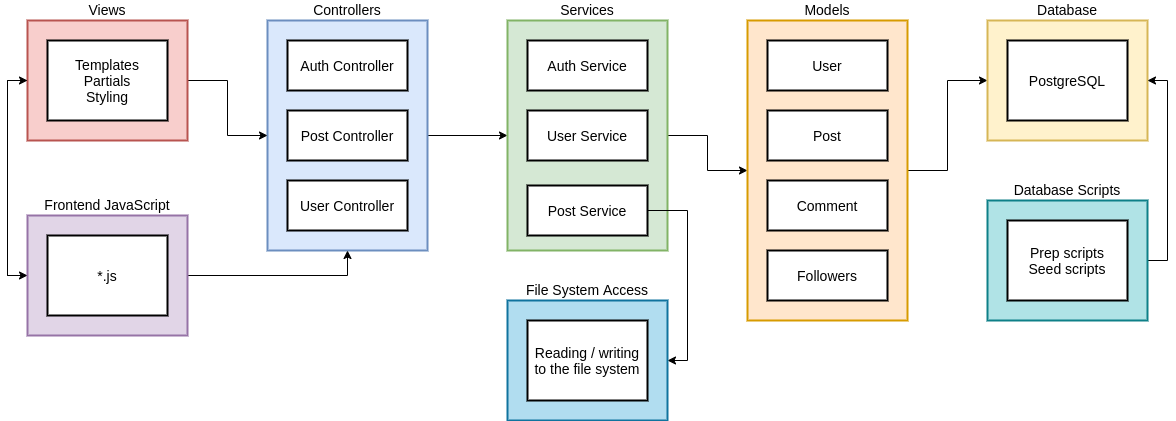 Views
Templates
Partials
Styling
Frontend JavaScript
*.js
Controllers
Auth Controller
Post Controller
User Controller
Services
Auth Service
User Service
Post Service
File System Access
Reading / writing
to the file system
Models
User
Post
Comment
Followers
Database
PostgreSQL
Database Scripts
Prep scripts
Seed scripts